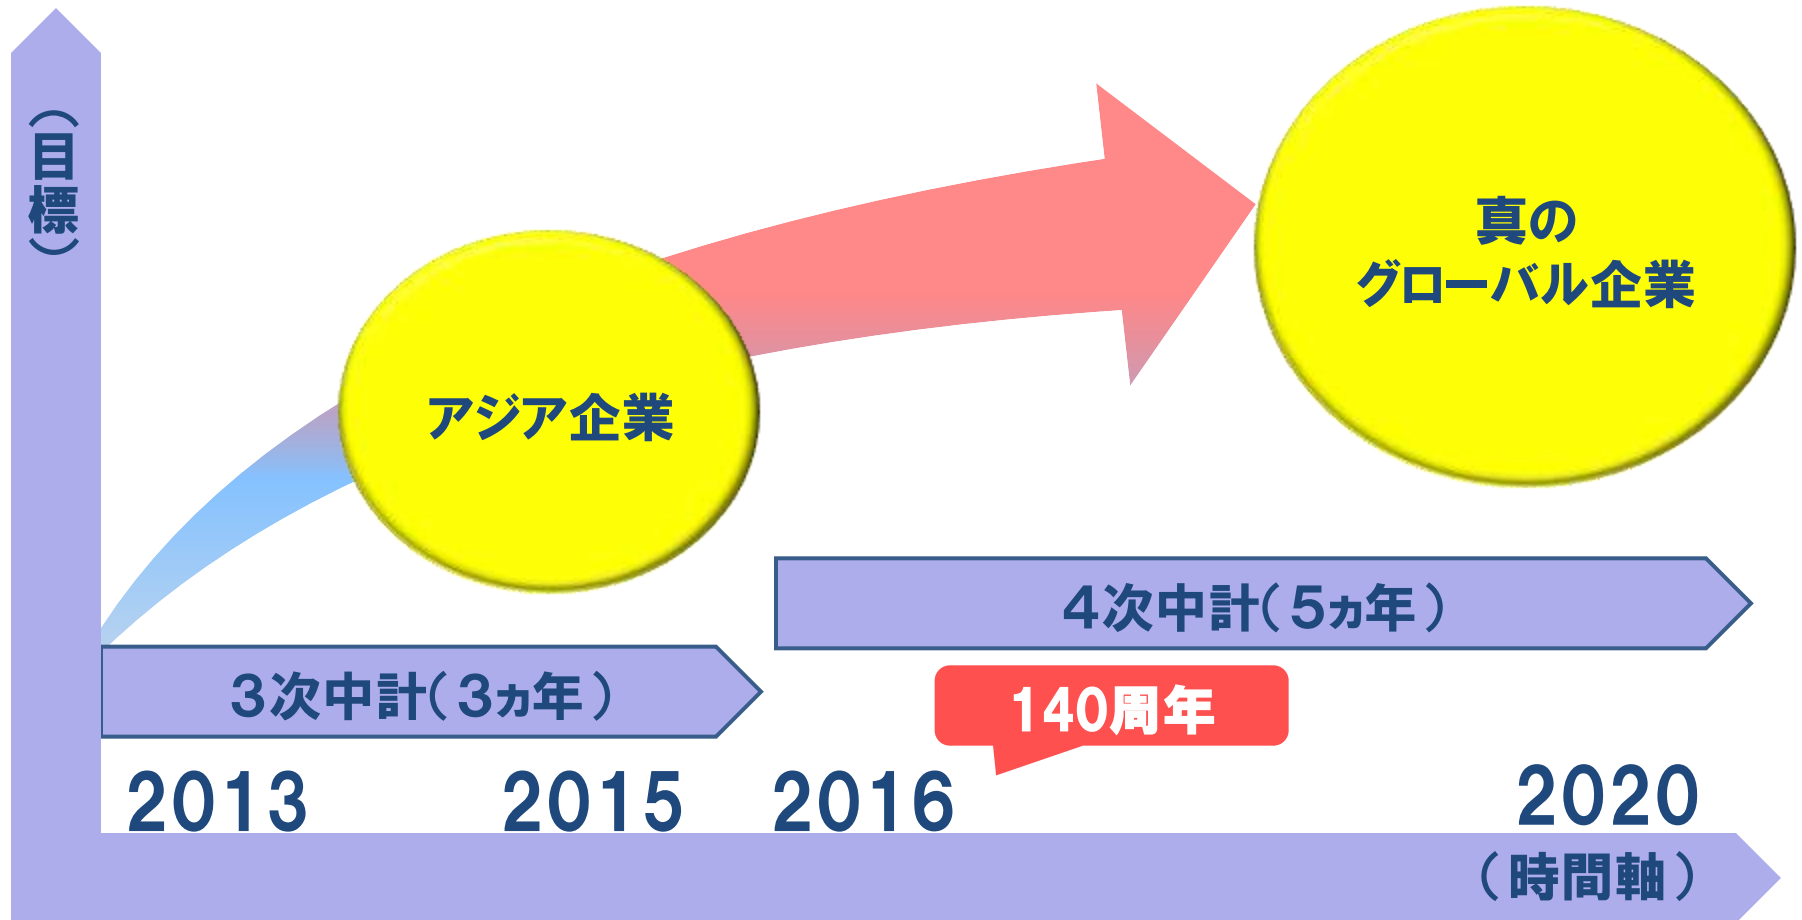 （目標）
真の
グローバル企業
アジア企業
４次中計（５ヵ年）
３次中計（３ヵ年）
140周年
2013
2015
2016
2020
（時間軸）